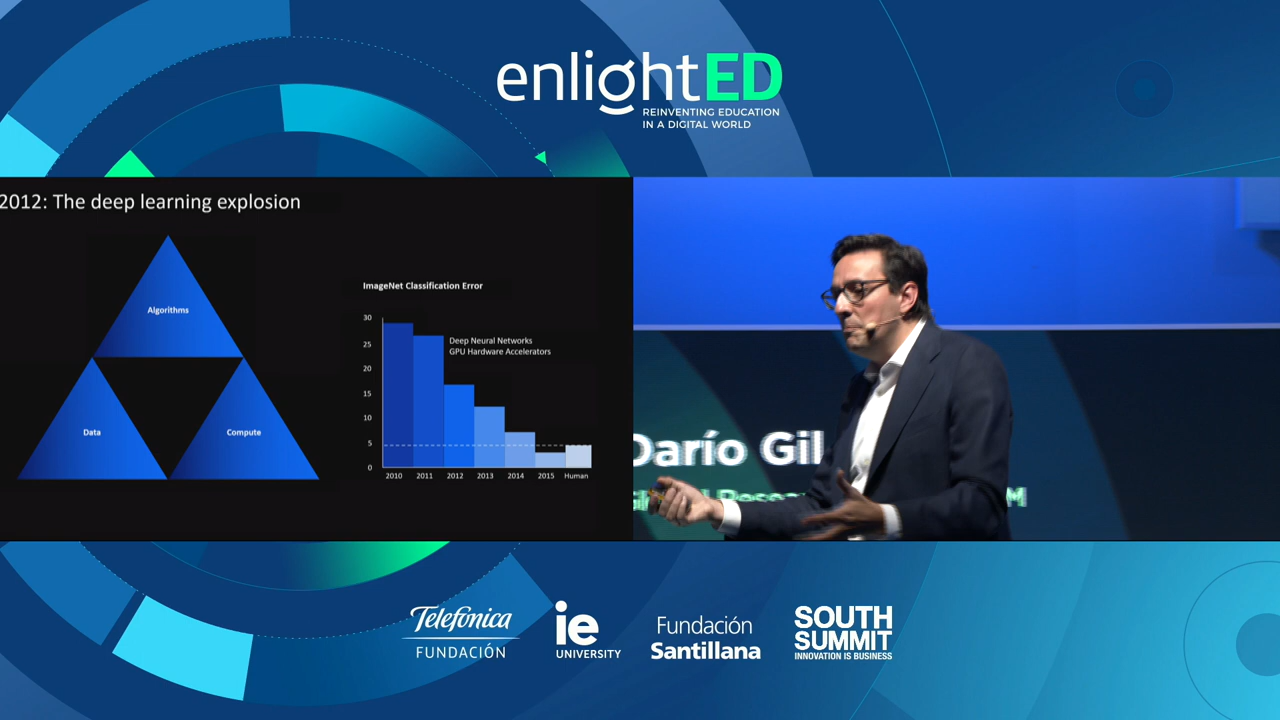 enlightED
REINVENTING EDUCATION
IN A DIGITAL WORLD
2012: The deep learning explosion
Algorithms
Data
Compute
ImageNet Classification Error
Deep Neural Networks
GPU Hardware Accelerators
30
25
20
15
10
5
0
2010 2011 2012 2013 2014 2015 Human
Darío Gil
Telefónica
FUNDACIÓN
ie
UNIVERSITY
Fundación
Santillana
SOUTH
SUMMIT
INNOVATION IS BUSINESS